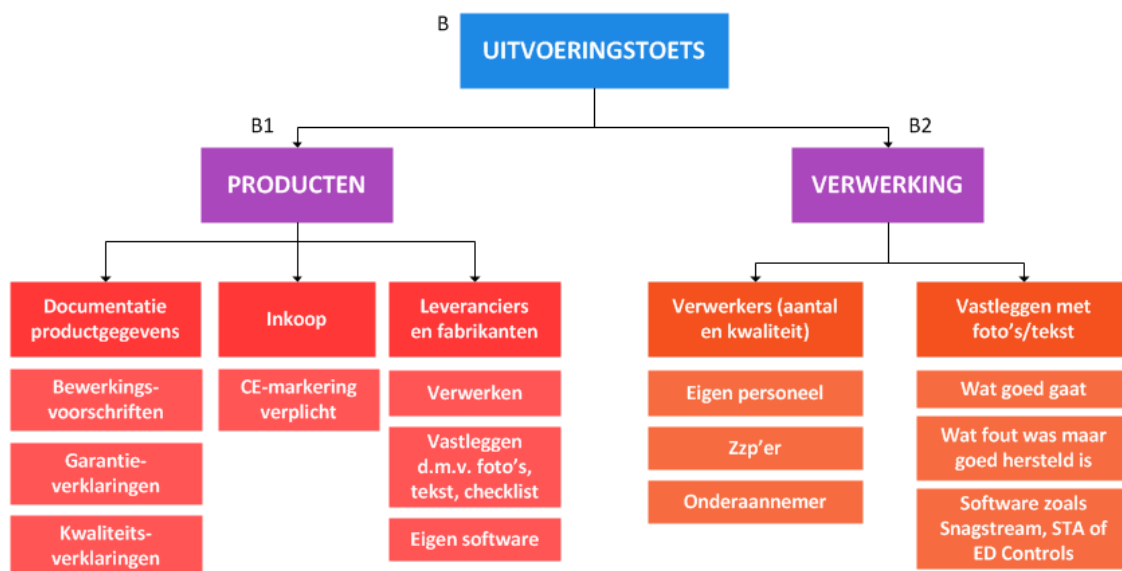 B
UITVOERINGSTOETS
B1
B2
PRODUCTEN
VERWERKING
Documentatie
productgegevens
Bewerkings-
voorschriften
Garantie-
verklaringen
Kwaliteits-
verklaringen
Inkoop
CE-markering
verplicht
Leveranciers
en fabrikanten
Verwerken
Vastleggen
d.m.v. foto's,
tekst, checklist
Eigen software
Verwerkers (aantal
en kwaliteit)
Eigen personeel
Zzp'er
Onderaannemer
Vastleggen met
foto's/tekst
Wat goed gaat
Wat fout was maar
goed hersteld is
Software zoals
Snagstream, STA of
ED Controls